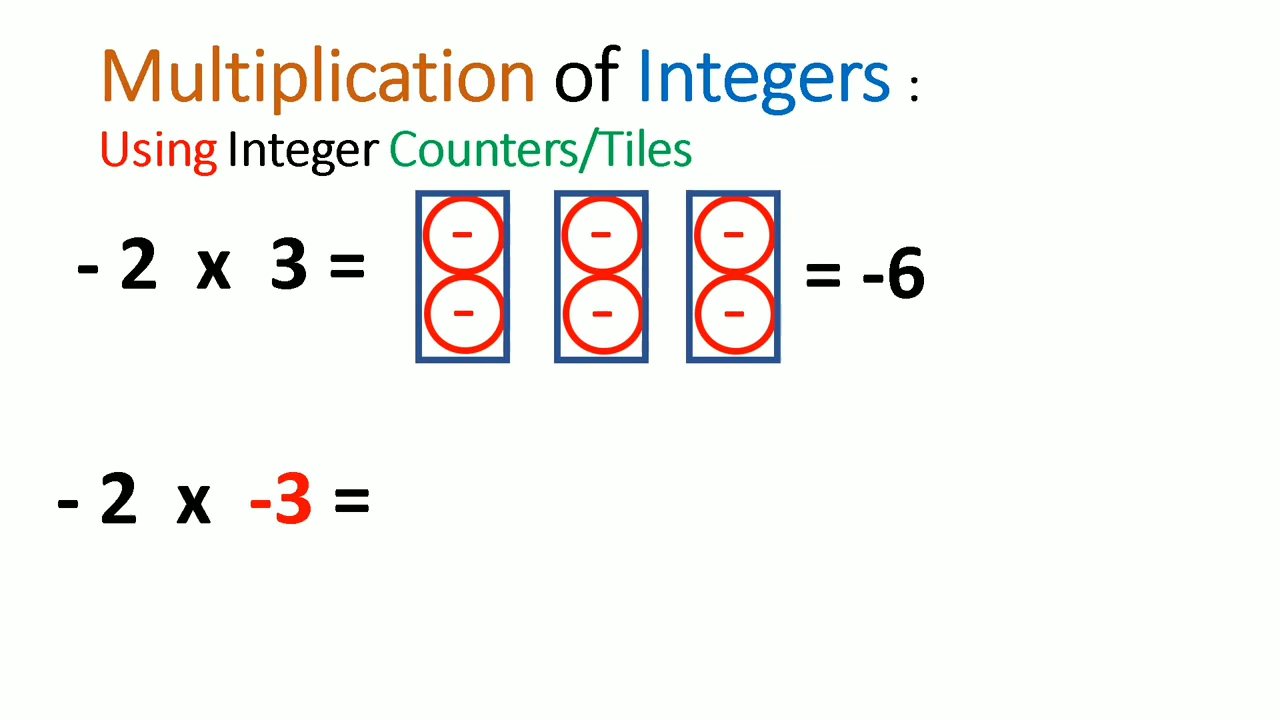 Multiplication of Integers :
Using Integer Counters/Tiles
- - -
- 2 x 3 = = -6
- - -
- 2 x -3 =